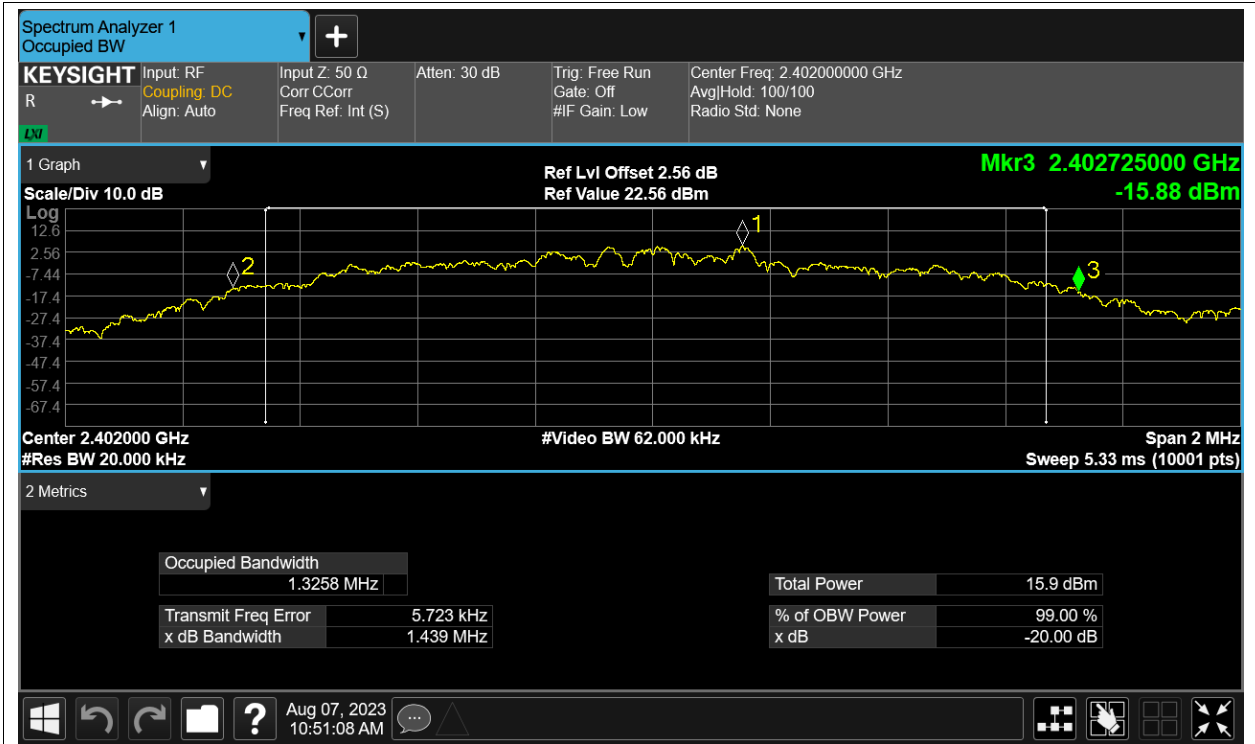 Spectrum Analyzer 1
Occupied BW
KEYSIGHT
R
LXI
Input: RF
Coupling: DC
Align: Auto
Input Z: 50 Ω
Corr CCorr
Freq Ref: Int (S)
Atten: 30 dB
Trig: Free Run
Gate: Off
#IF Gain: Low
Center Freq: 2.402000000 GHz
Avg|Hold: 100/100
Radio Std: None
1 Graph
Scale/Div 10.0 dB
Ref Lvl Offset 2.56 dB
Ref Value 22.56 dBm
Mkr3 2.402725000 GHz
-15.88 dBm
Log
12.6
2.56
-7.44
-17.4
-27.4
-37.4
-47.4
-57.4
-67.4
2
1
3
Center 2.402000 GHz
#Video BW 62.000 kHz
Span 2 MHz
#Res BW 20.000 kHz
Sweep 5.33 ms (10001 pts)
2 Metrics
Occupied Bandwidth
1.3258 MHz
Transmit Freq Error 5.723 kHz
x dB Bandwidth 1.439 MHz
Total Power 15.9 dBm
% of OBW Power 99.00 %
x dB -20.00 dB
?
Aug 07, 2023
10:51:08 AM